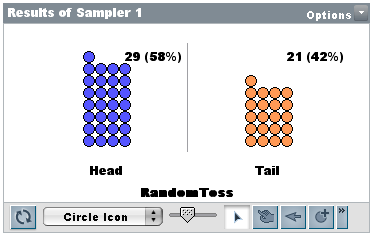 Results of Sampler 1 Options
29 (58%) 21 (42%)
Head Tail
RandomToss
Circle Icon »